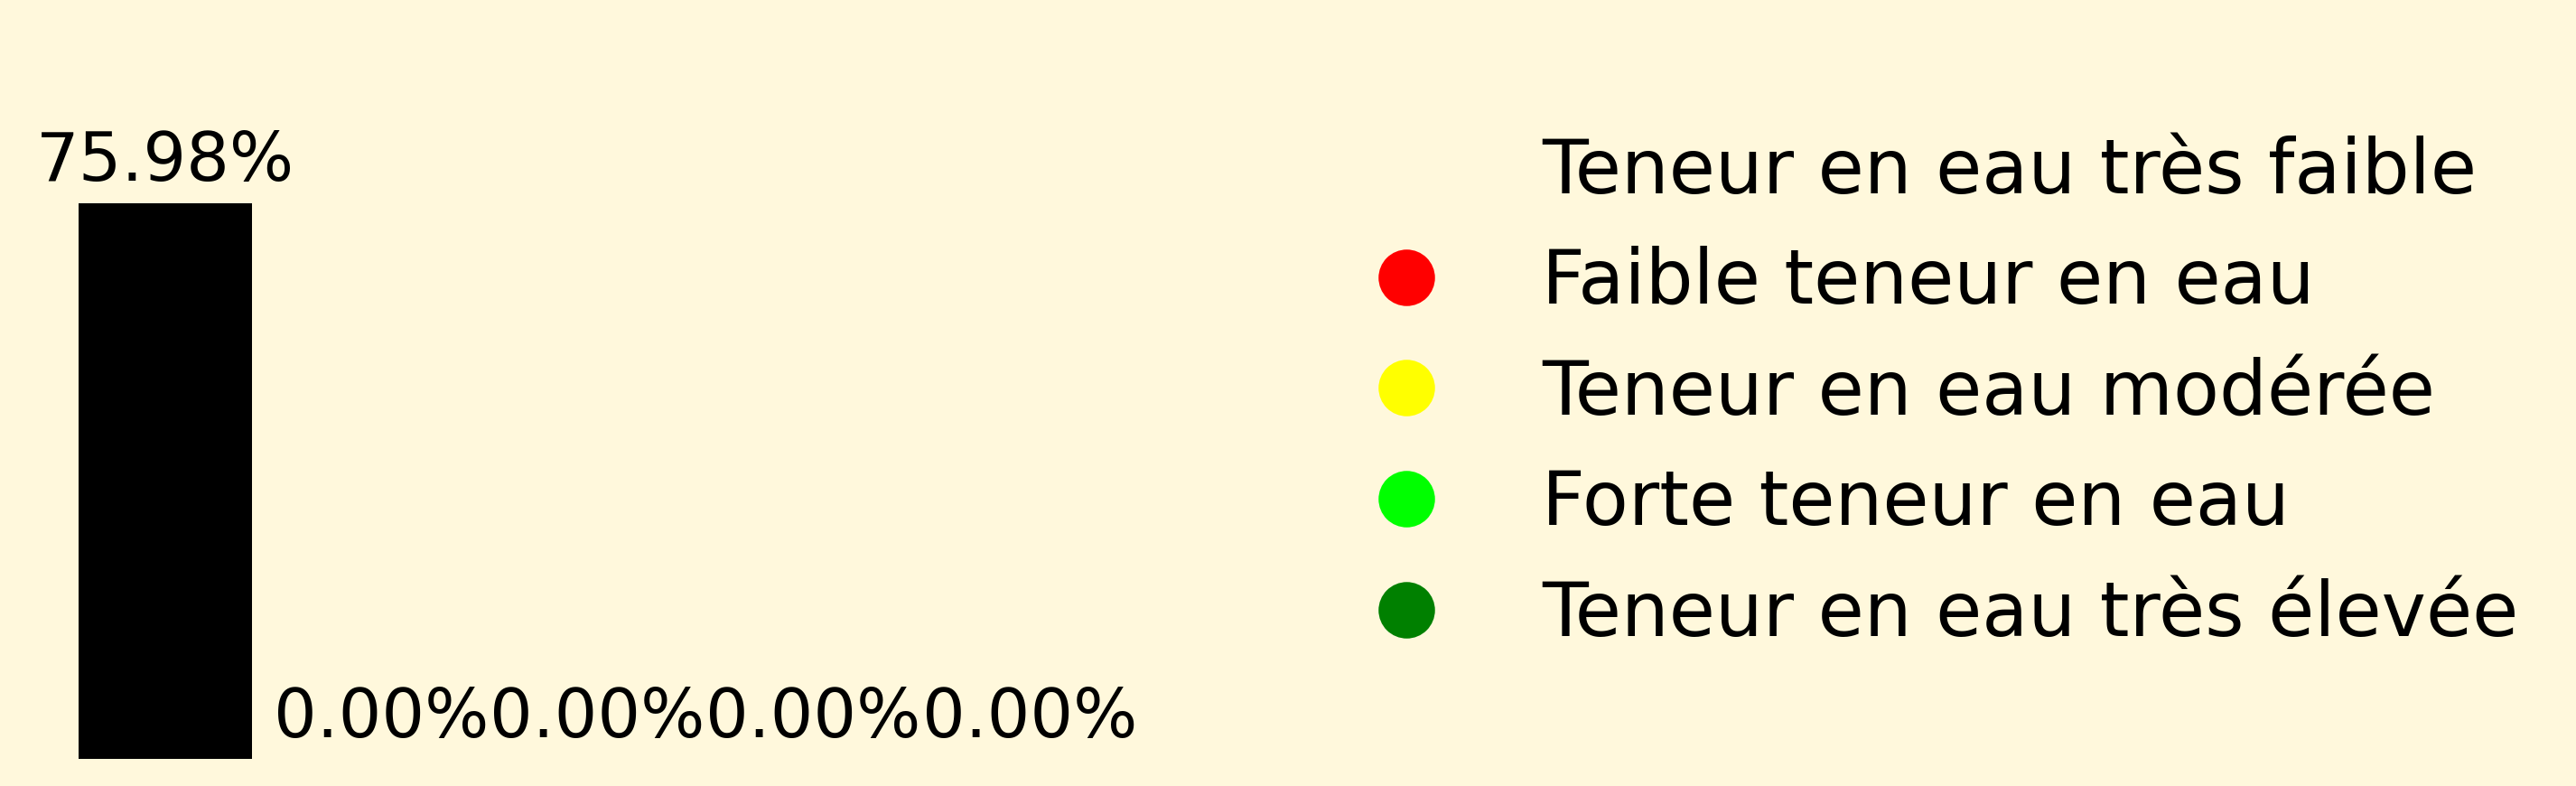 75.98%
0.00%0.00%0.00%0.00%
Teneur en eau très faible
Faible teneur en eau
Teneur en eau modérée
Forte teneur en eau
Teneur en eau très élevée